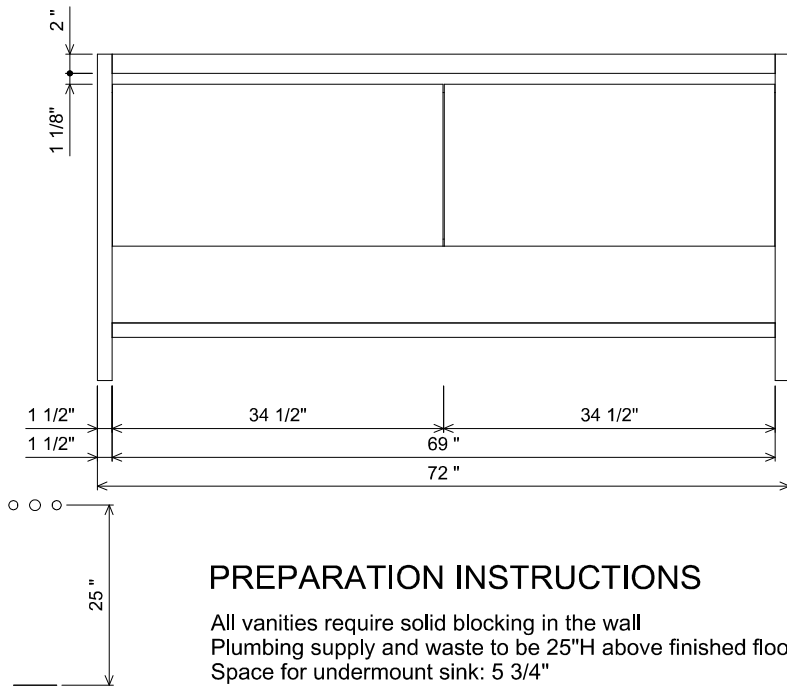 2 "
1 1/8"
1 1/2" 34 1/2" 34 1/2"
1 1/2" 69 "
72 "
25 "
PREPARATION INSTRUCTIONS
All vanities require solid blocking in the wall
Plumbing supply and waste to be 25"H above finished floo
Space for undermount sink: 5 3/4"